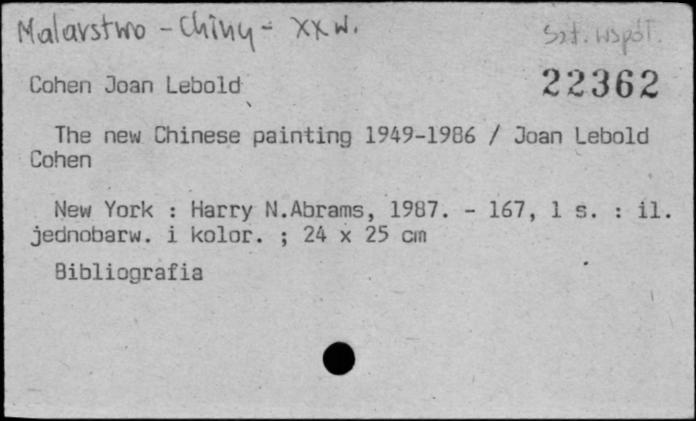 Malarstwo - Chiny - XX w.
Szt. współ.
Cohen Joan Lebold
22362
The new Chinese painting 1949-1986 / Joan Lebold
Cohen
New York : Harry N.Abrams, 1987. - 167, l s. : il.
jednobarw. i kolor. ; 24 x 25 cm
Bibliografia